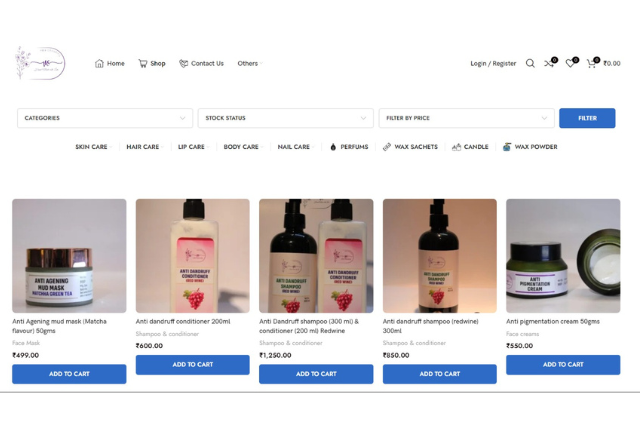 Home
Shop
Contact Us
Others
Login / Register
0
0
0
₹0.00
CATEGORIES
STOCK STATUS
FILTER BY PRICE
FILTER
SKIN CARE
HAIR CARE
LIP CARE
BODY CARE
NAIL CARE
PERFUMS
WAX SACHETS
CANDLE
WAX POWDER
ANTI AGENING
MUD MASK
MATCHA GREEN TEA
ANTI DANDRUFF
CONDITIONER
(RED WINE)
ANTI DANDRUFF
SHAMPOO
(RED WINE)
ANTI DANDRUFF
CONDITIONER
(RED WINE)
ANTI DANDRUFF
SHAMPOO
(RED WINE)
ANTI
PIGMENTATION
CREAM
Anti Agening mud mask (Matcha
flavour) 50gms
Face Mask
₹499.00
ADD TO CART
Anti dandruff conditioner 200ml
Shampoo & conditioner
₹600.00
ADD TO CART
Anti Dandruff shampoo (300 ml) &
conditioner (200 ml) Redwine
Shampoo & conditioner
₹1,250.00
ADD TO CART
Anti dandruff shampoo (redwine)
300ml
Shampoo & conditioner
₹850.00
ADD TO CART
Anti pigmentation cream 50gms
Face creams
₹550.00
ADD TO CART